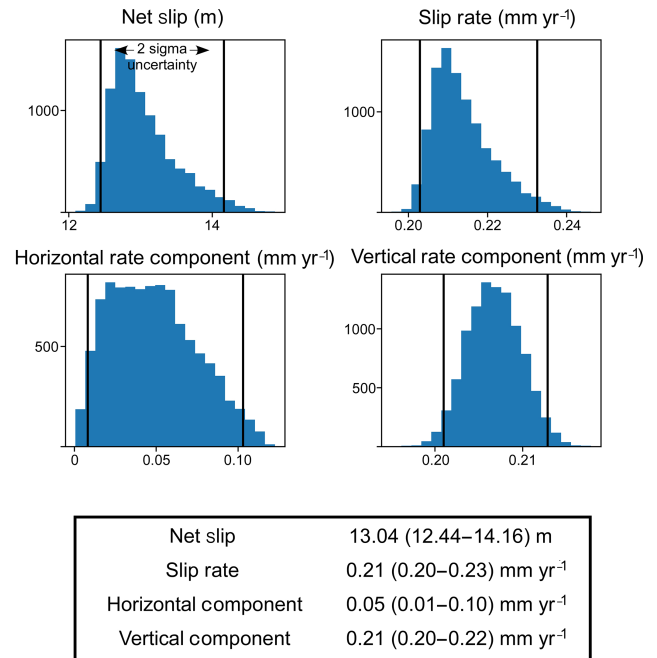 Net slip (m)
Slip rate (mm yr⁻¹)
2 sigma
uncertainty
1000
12
14
1000
0.20
0.22
0.24
Horizontal rate component (mm yr⁻¹)
Vertical rate component (mm yr⁻¹)
500
0
0.05
0.10
1000
500
0.20
0.21
Net slip 13.04 (12.44–14.16) m
Slip rate 0.21 (0.20–0.23) mm yr⁻¹
Horizontal component 0.05 (0.01–0.10) mm yr⁻¹
Vertical component 0.21 (0.20–0.22) mm yr⁻¹